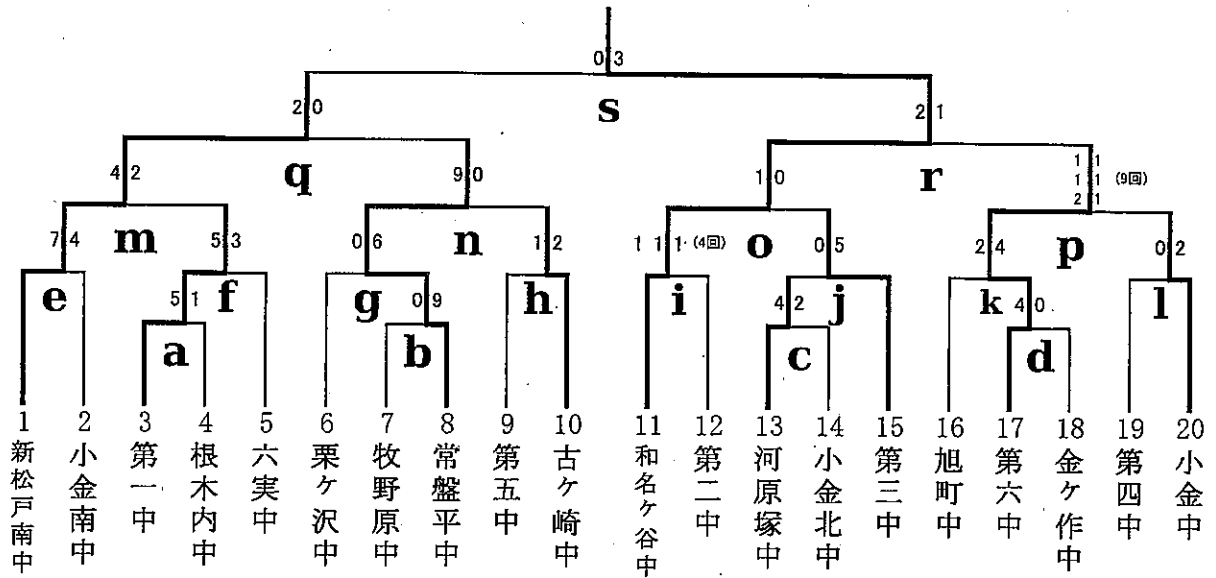 0 3
s
2 0
2 1
q
r
4 2
9 0
1 0
1 1
1 1 (9回)
2 1
m
n
o
p
7 4
5 3
0 6
1 2
1 1 1 (4回)
0 5
2 4
0 2
e
f
g
h
i
j
k
l
5 1
0 9
4 2
4 0
a
b
c
d
1 新松戸南中
2 小金南中
3 第一中
4 根木内中
5 六実中
6 栗ケ沢中
7 牧野原中
8 常盤平中
9 第五中
10 古ケ崎中
11 和名ケ谷中
12 第二中
13 河原塚中
14 小金北中
15 第三中
16 旭町中
17 第六中
18 金ケ作中
19 第四中
20 小金中